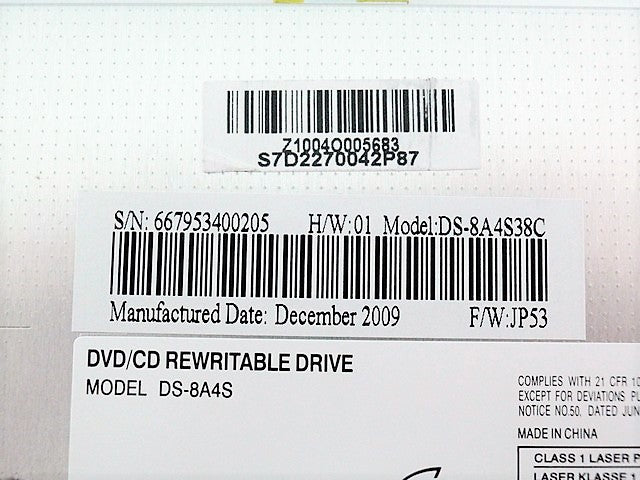 Z1004O005683
S7D2270042P87
S/N: 667953400205 H/W:01 Model:DS-8A4S38C
Manufactured Date: December 2009 F/W:JP53
DVD/CD REWRITABLE DRIVE
MODEL DS-8A4S
COMPLIES WITH 21 CFR
EXCEPT FOR DEVIATIONS
NOTICE NO.50, DATED
MADE IN CHINA
CLASS 1 LASER
LASER KLASSE 1